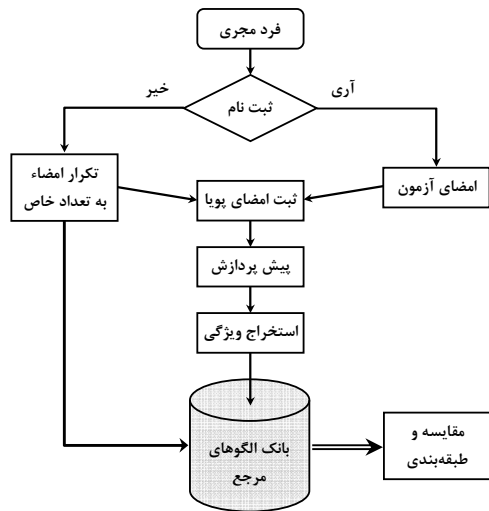 فرد مجری
آری
خیر
ثبت نام
امضای آزمون
تکرار امضاء
به تعداد خاص
ثبت امضای پویا
پیش پردازش
استخراج ویژگی
بانک الگوهای
مرجع
مقایسه و
طبقه‌بندی